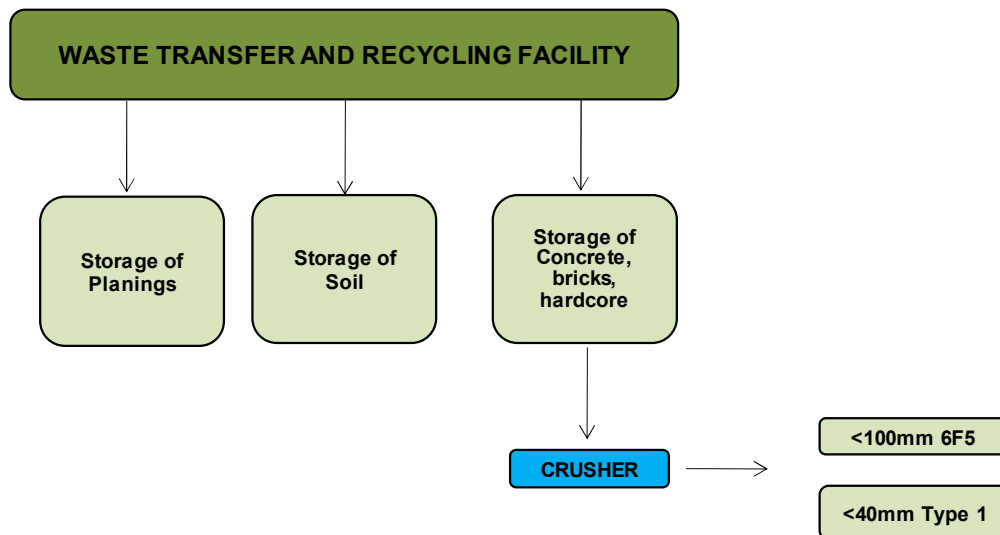 WASTE TRANSFER AND RECYCLING FACILITY
Storage of
Planings
Storage of
Soil
Storage of
Concrete,
bricks,
hardcore
CRUSHER
<100mm 6F5
<40mm Type 1